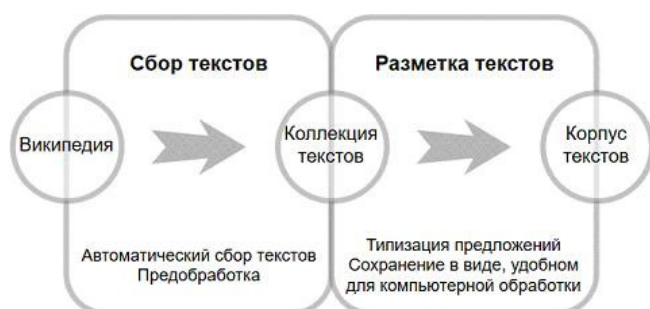 Сбор текстов
Разметка текстов
Википедия
Коллекция
текстов
Корпус
текстов
Автоматический сбор текстов
Предобработка
Типизация предложений
Сохранение в виде, удобном
для компьютерной обработки